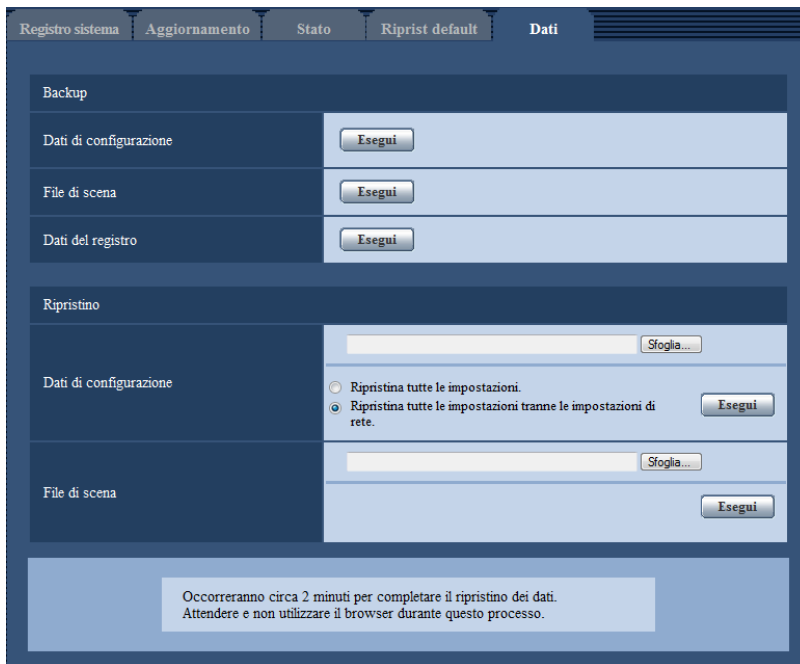 Registro sistema Aggiornamento Stato Riprist default Dati
Backup
Dati di configurazione Esegui
File di scena Esegui
Dati del registro Esegui
Ripristino
Sfoglia...
Dati di configurazione
Ripristina tutte le impostazioni.
Ripristina tutte le impostazioni tranne le impostazioni di
rete.
Esegui
Sfoglia...
File di scena
Esegui
Occorreranno circa 2 minuti per completare il ripristino dei dati.
Attendere e non utilizzare il browser durante questo processo.